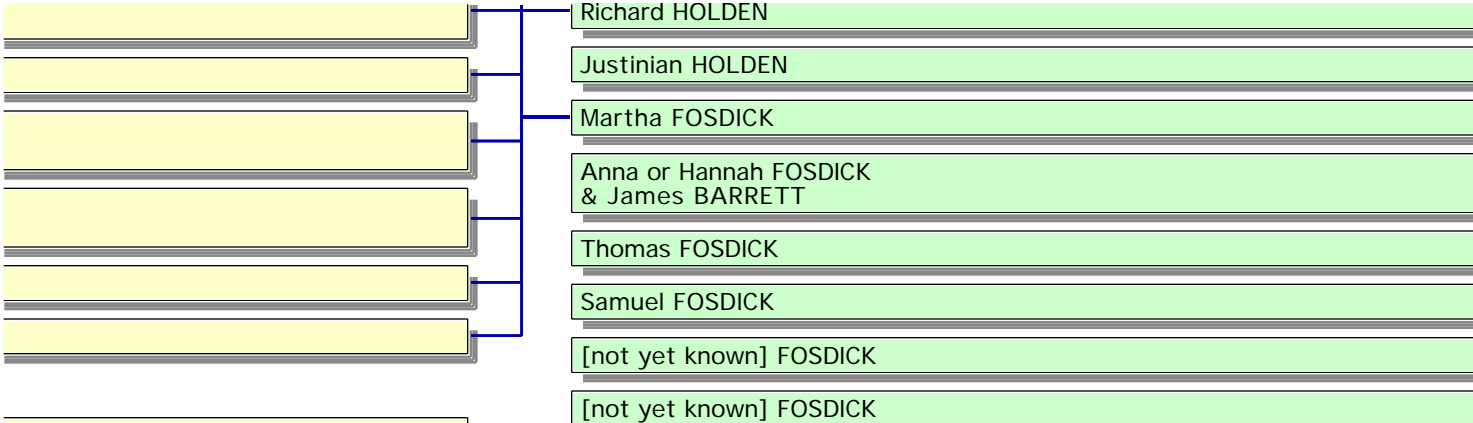 Richard HOLDEN
Justinian HOLDEN
Martha FOSDICK
Anna or Hannah FOSDICK
& James BARRETT
Thomas FOSDICK
Samuel FOSDICK
[not yet known] FOSDICK
[not yet known] FOSDICK